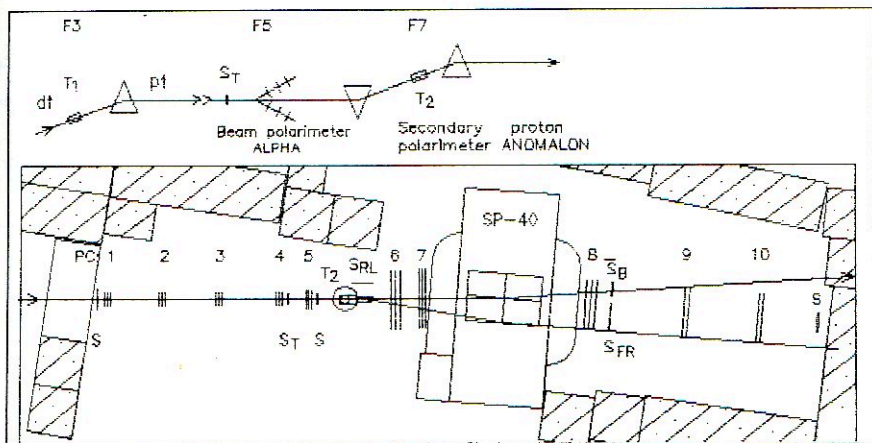 F3 F5 F7
T1 pt ST T2
dt
Beam polarimeter Secondary proton
ALPHA polarimeter ANOMALON
SP-40
PC 1 2 3 4 5 T2 SRL 6 7 8 SB 9 10 S
S ST S SFR